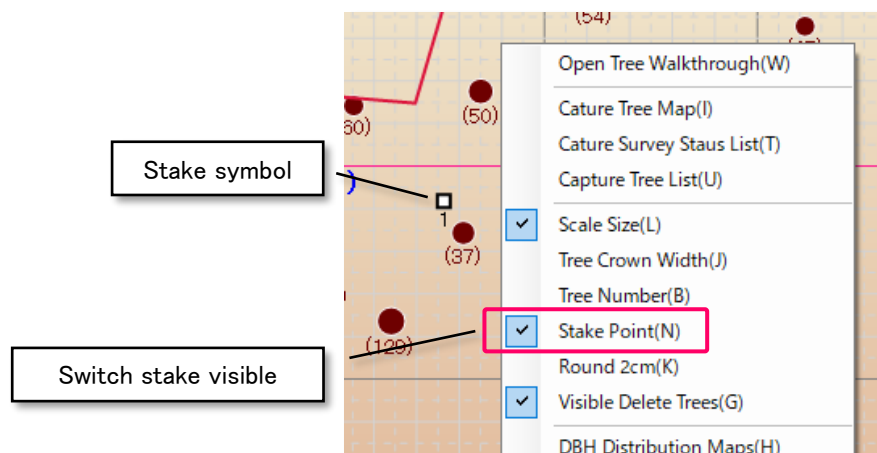 (54)
Open Tree Walkthrough(W)
(50)
Cature Tree Map(I)
60)
Cature Survey Staus List(T)
Stake symbol
Capture Tree List(U)
)
1
Scale Size(L)
(37)
Tree Crown Width(J)
Tree Number(B)
Stake Point(N)
(129)
Switch stake visible
Round 2cm(K)
Visible Delete Trees(G)
DBH Distribution Maps(H)